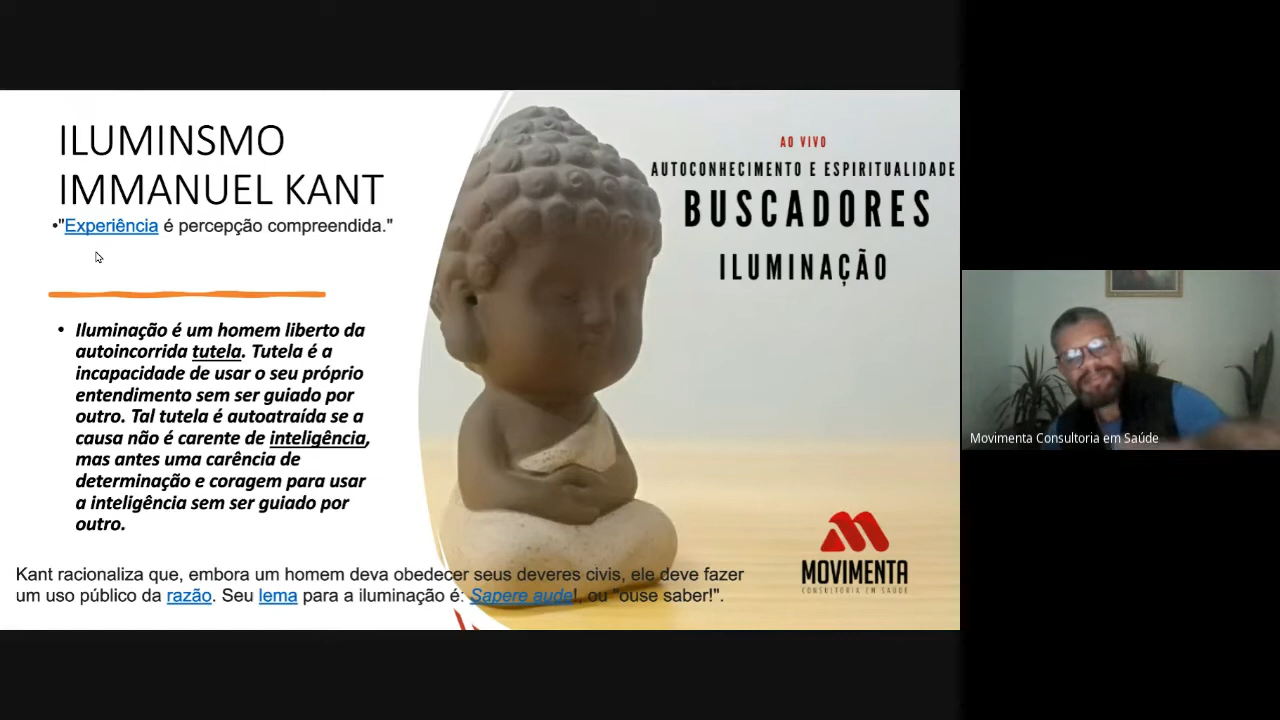 ILUMINSMO
IMMANUEL KANT
•"Experiência é percepção compreendida."
• Iluminação é um homem liberto da
autoincorrida tutela. Tutela é a
incapacidade de usar o seu próprio
entendimento sem ser guiado por
outro. Tal tutela é autoatraída se a
causa não é carente de inteligência,
mas antes uma carência de
determinação e coragem para usar
a inteligência sem ser guiado por
outro.
Kant racionaliza que, embora um homem deva obedecer seus deveres civis, ele deve fazer
um uso público da razão. Seu lema para a iluminação é: Sapere aude!, ou "ouse saber!".
AO VIVO
AUTOCONHECIMENTO E ESPIRITUALIDADE
BUSCADORES
ILUMINAÇÃO
MOVIMENTA
CONSULTORIA EM SAÚDE
Movimenta Consultoria em Saúde